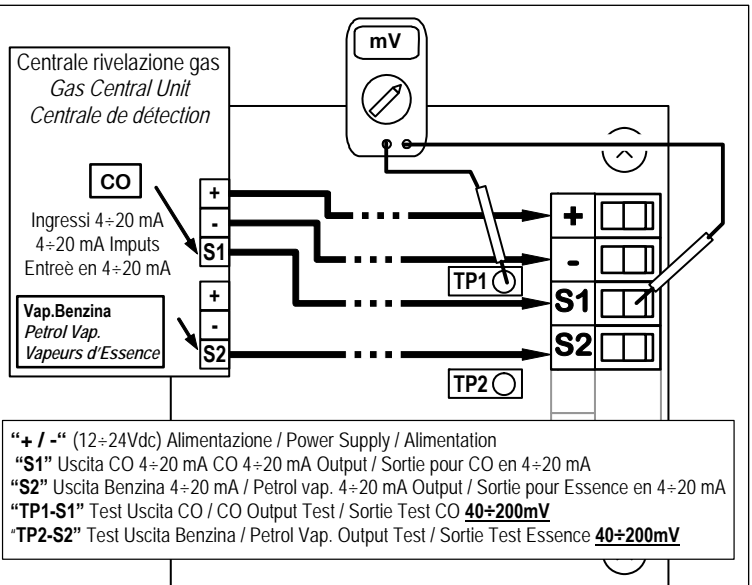 mV
Centrale rivelazione gas
Gas Central Unit
Centrale de détection
CO
Ingressi 4÷20 mA
4÷20 mA Imputs
Entreè en 4÷20 mA
+
-
S1
Vap.Benzina
Petrol Vap.
Vapeurs d'Essence
+
-
S2
+
-
S1
S2
TP1
TP2
“+ / -“ (12÷24Vdc) Alimentazione / Power Supply / Alimentation
“S1” Uscita CO 4÷20 mA CO 4÷20 mA Output / Sortie pour CO en 4÷20 mA
“S2” Uscita Benzina 4÷20 mA / Petrol vap. 4÷20 mA Output / Sortie pour Essence en 4÷20 mA
“TP1-S1” Test Uscita CO / CO Output Test / Sortie Test CO 40÷200mV
“TP2-S2” Test Uscita Benzina / Petrol Vap. Output Test / Sortie Test Essence 40÷200mV